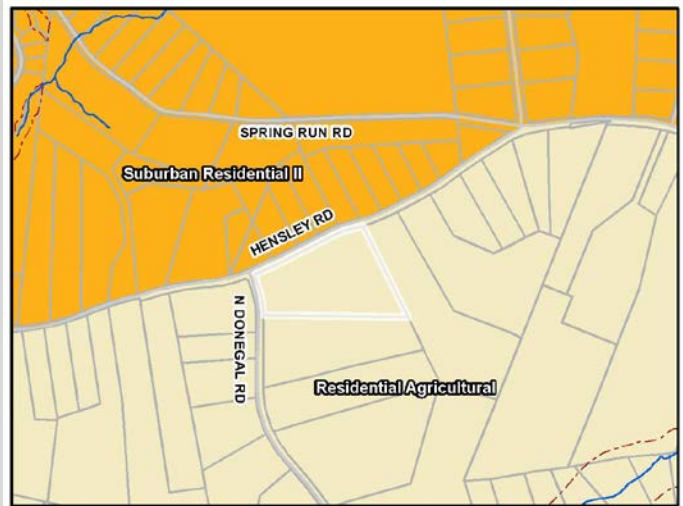 SPRING RUN RD
Suburban Residential II
HENSLEY RD
N DONEGAL RD
Residential Agricultural